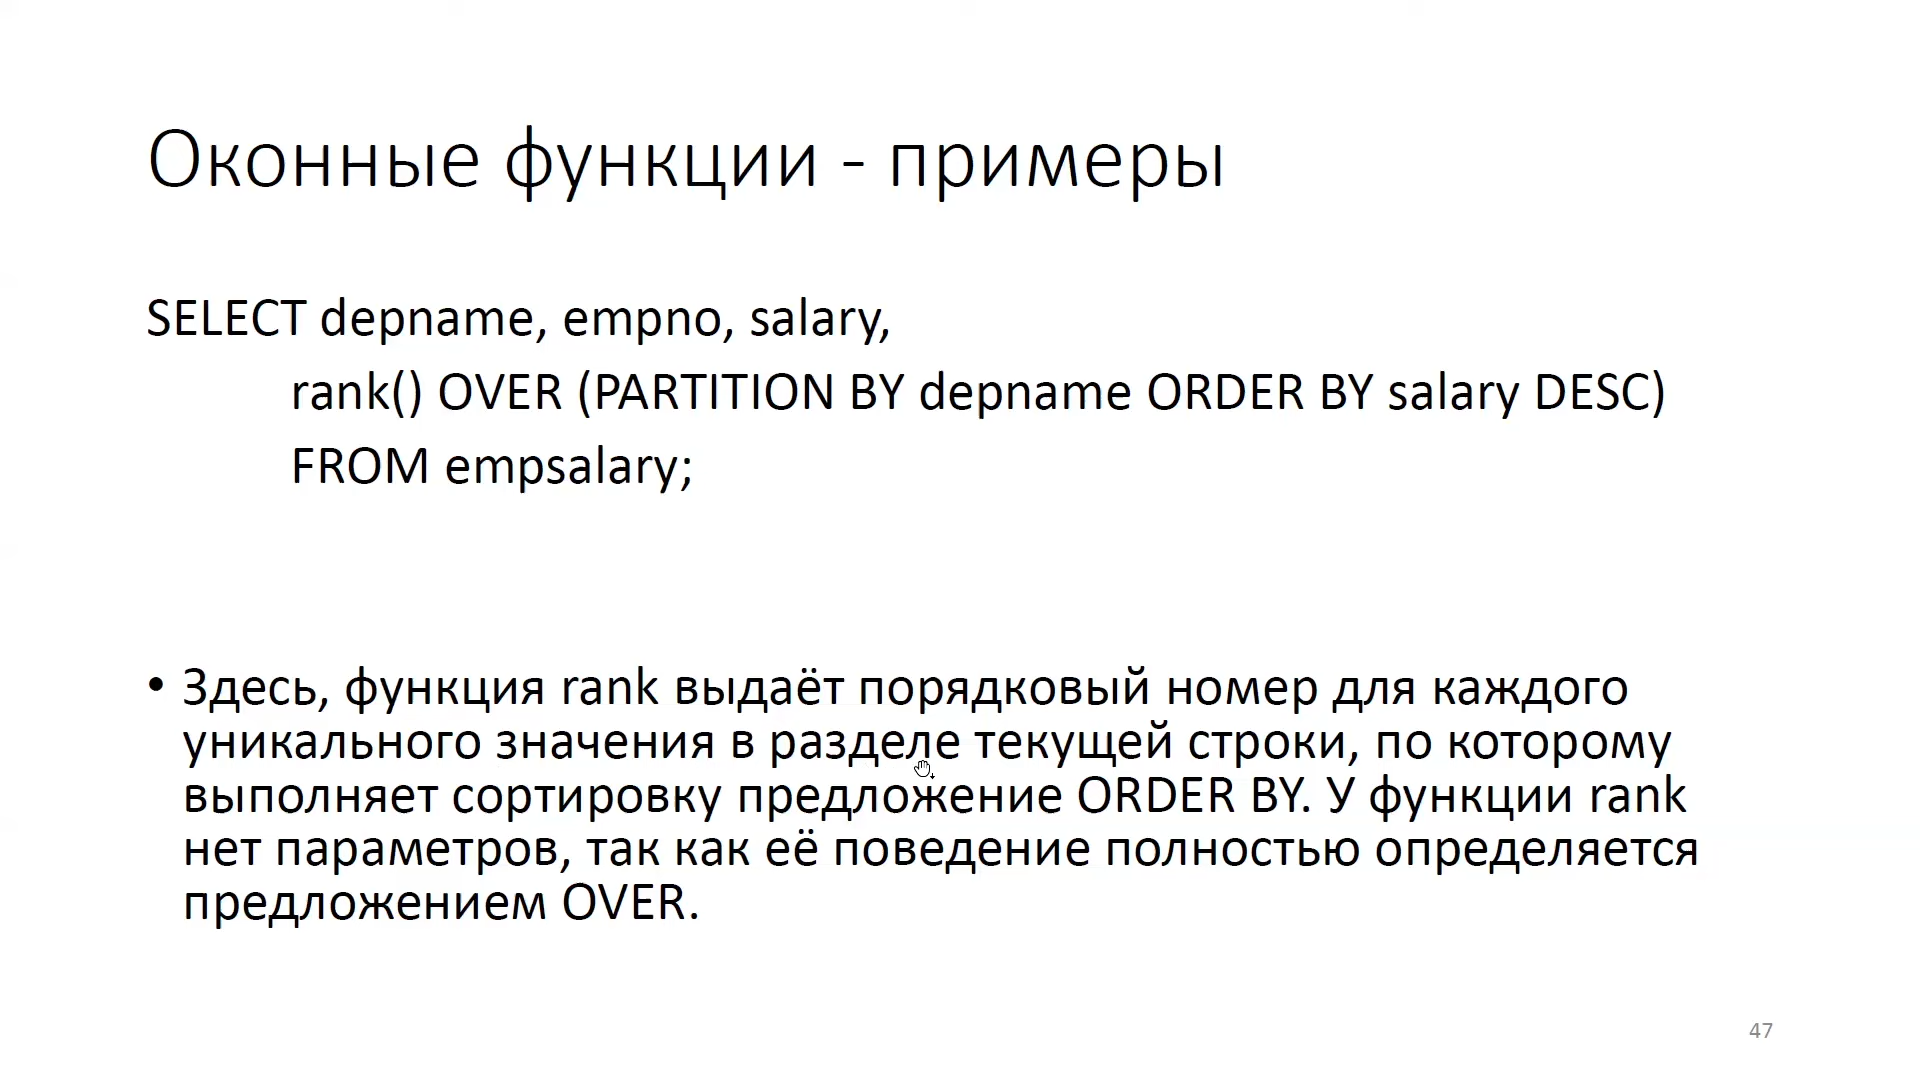 Оконные функции - примеры
SELECT depname, empno, salary,
rank() OVER (PARTITION BY depname ORDER BY salary DESC)
FROM empsalary;
• Здесь, функция rank выдаёт порядковый номер для каждого
уникального значения в разделе текущей строки, по которому
выполняет сортировку предложение ORDER BY. У функции rank
нет параметров, так как её поведение полностью определяется
предложением OVER.
47